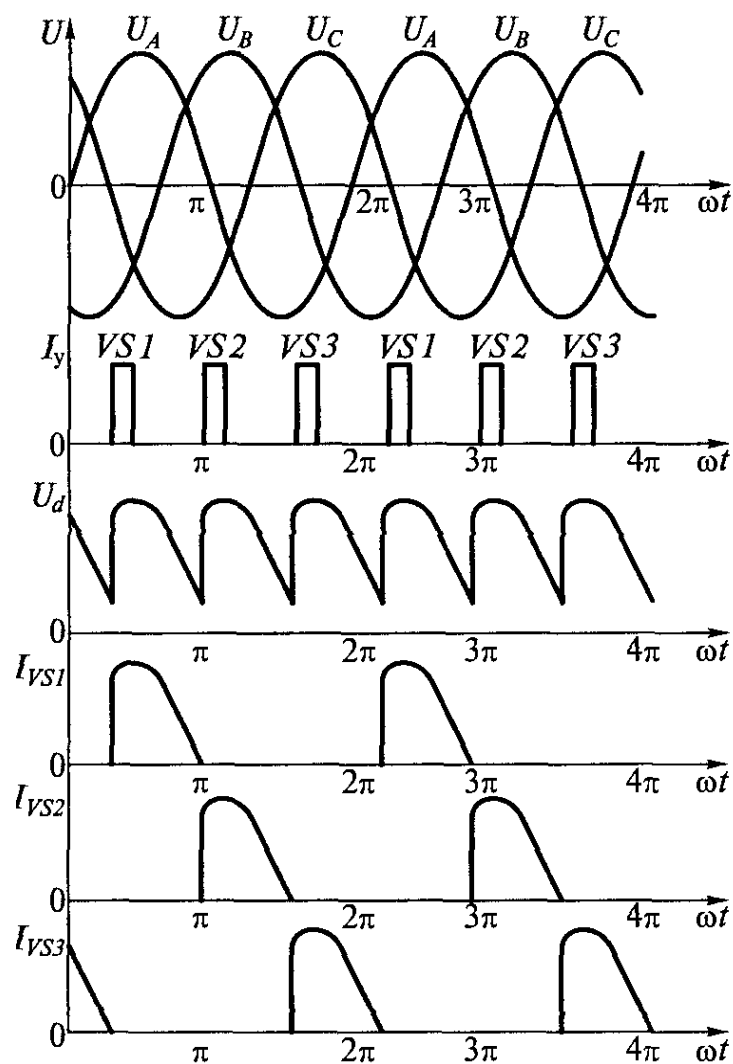 U U_A U_B U_C U_A U_B U_C
0 π 2π 3π 4π ωt
I_y VS1 VS2 VS3 VS1 VS2 VS3
0 π 2π 3π 4π ωt
U_d
0 π 2π 3π 4π ωt
I_VS1
0 π 2π 3π 4π ωt
I_VS2
0 π 2π 3π 4π ωt
I_VS3
0 π 2π 3π 4π ωt